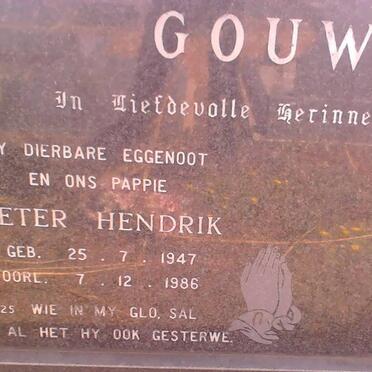 GOUW
In Liefdevolle Herinne
Y DIERBARE EGGENOOT
EN ONS PAPPIE
ETER HENDRIK
GEB. 25 . 7 . 1947
OORL. 7 . 12 . 1986
25 WIE IN MY GLO, SAL
AL HET HY OOK GESTERWE.